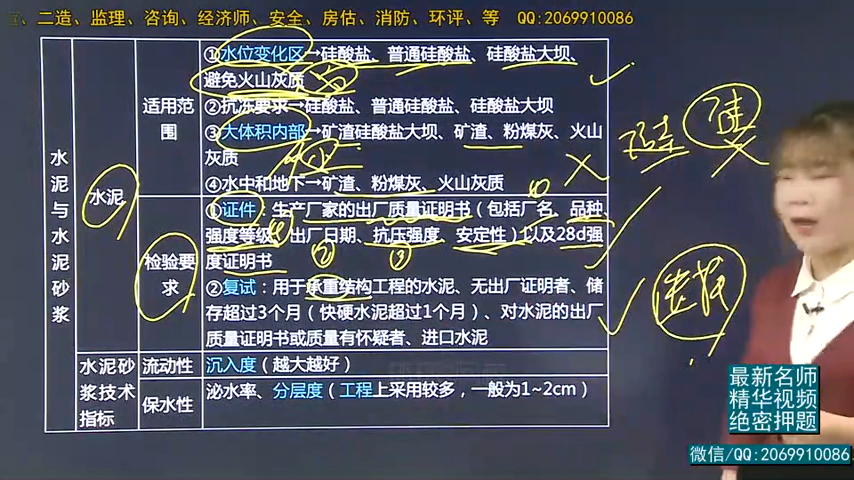 、二造、监理、咨询、经济师、安全、房估、消防、环评、等 QQ:2069910086
水泥与水泥砂浆
水泥
适用范围
①水位变化区→硅酸盐、普通硅酸盐、硅酸盐大坝、
避免火山灰质
②抗冻要求→硅酸盐、普通硅酸盐、硅酸盐大坝
③大体积内部→矿渣硅酸盐大坝、矿渣、粉煤灰、火山
灰质
④水中和地下→矿渣、粉煤灰、火山灰质
检验要求
①证件：生产厂家的出厂质量证明书（包括厂名、品种、
强度等级、出厂日期、抗压强度、安定性）以及28d强
度证明书
②复试：用于承重结构工程的水泥、无出厂证明者、储
存超过3个月（快硬水泥超过1个月）、对水泥的出厂
质量证明书或质量有怀疑者、进口水泥
水泥砂浆技术指标
流动性
沉入度（越大越好）
保水性
泌水率、分层度（工程上采用较多，一般为1~2cm）
①
②
③
最新名师
精华视频
绝密押题
微信/QQ:2069910086